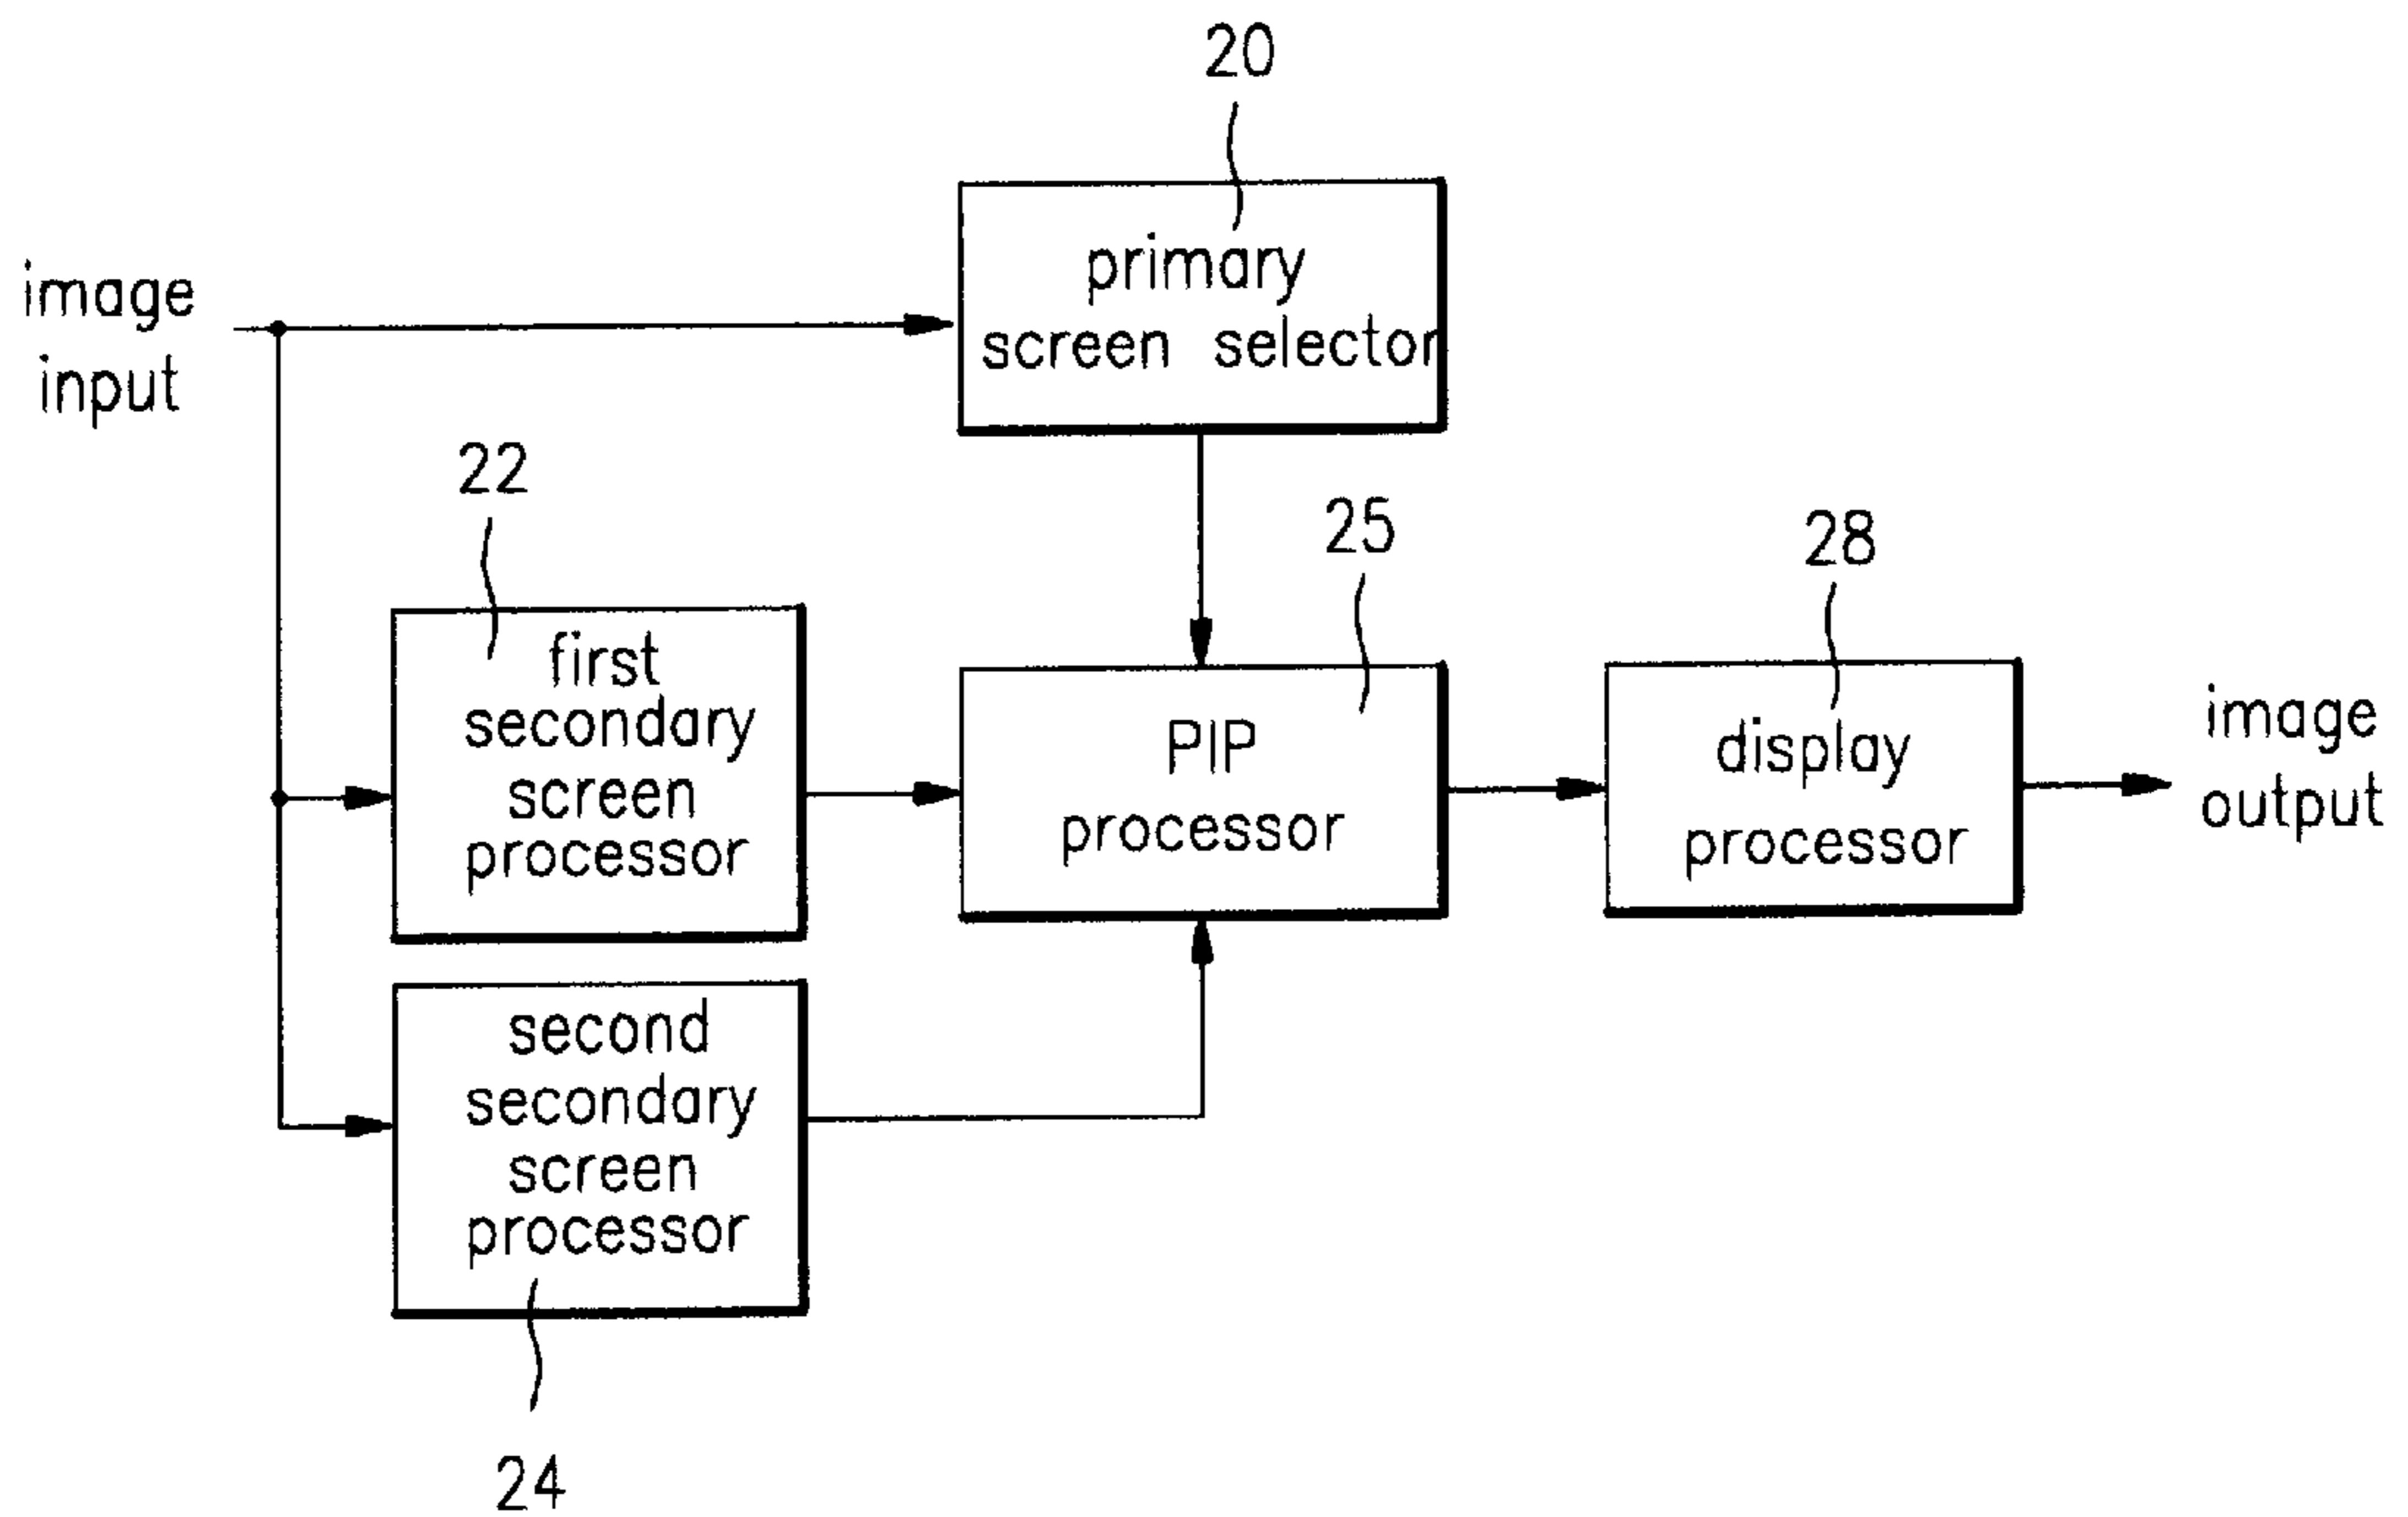 20
primary
screen selector
image
input
22
first
secondary
screen
processor
25
PIP
processor
28
display
processor
image
output
second
secondary
screen
processor
24